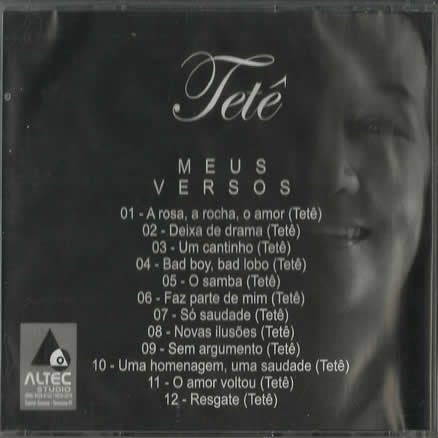 Tetê
MEUS
VERSOS
01 - A rosa, a rocha, o amor (Tetê)
02 - Deixa de drama (Tetê)
03 - Um cantinho (Tetê)
04 - Bad boy, bad lobo (Tetê)
05 - O samba (Tetê)
06 - Faz parte de mim (Tetê)
07 - Só saudade (Tetê)
08 - Novas ilusões (Tetê)
09 - Sem argumento (Tetê)
10 - Uma homenagem, uma saudade (Tetê)
11 - O amor voltou (Tetê)
12 - Resgate (Tetê)
ALTEC
STUDIO